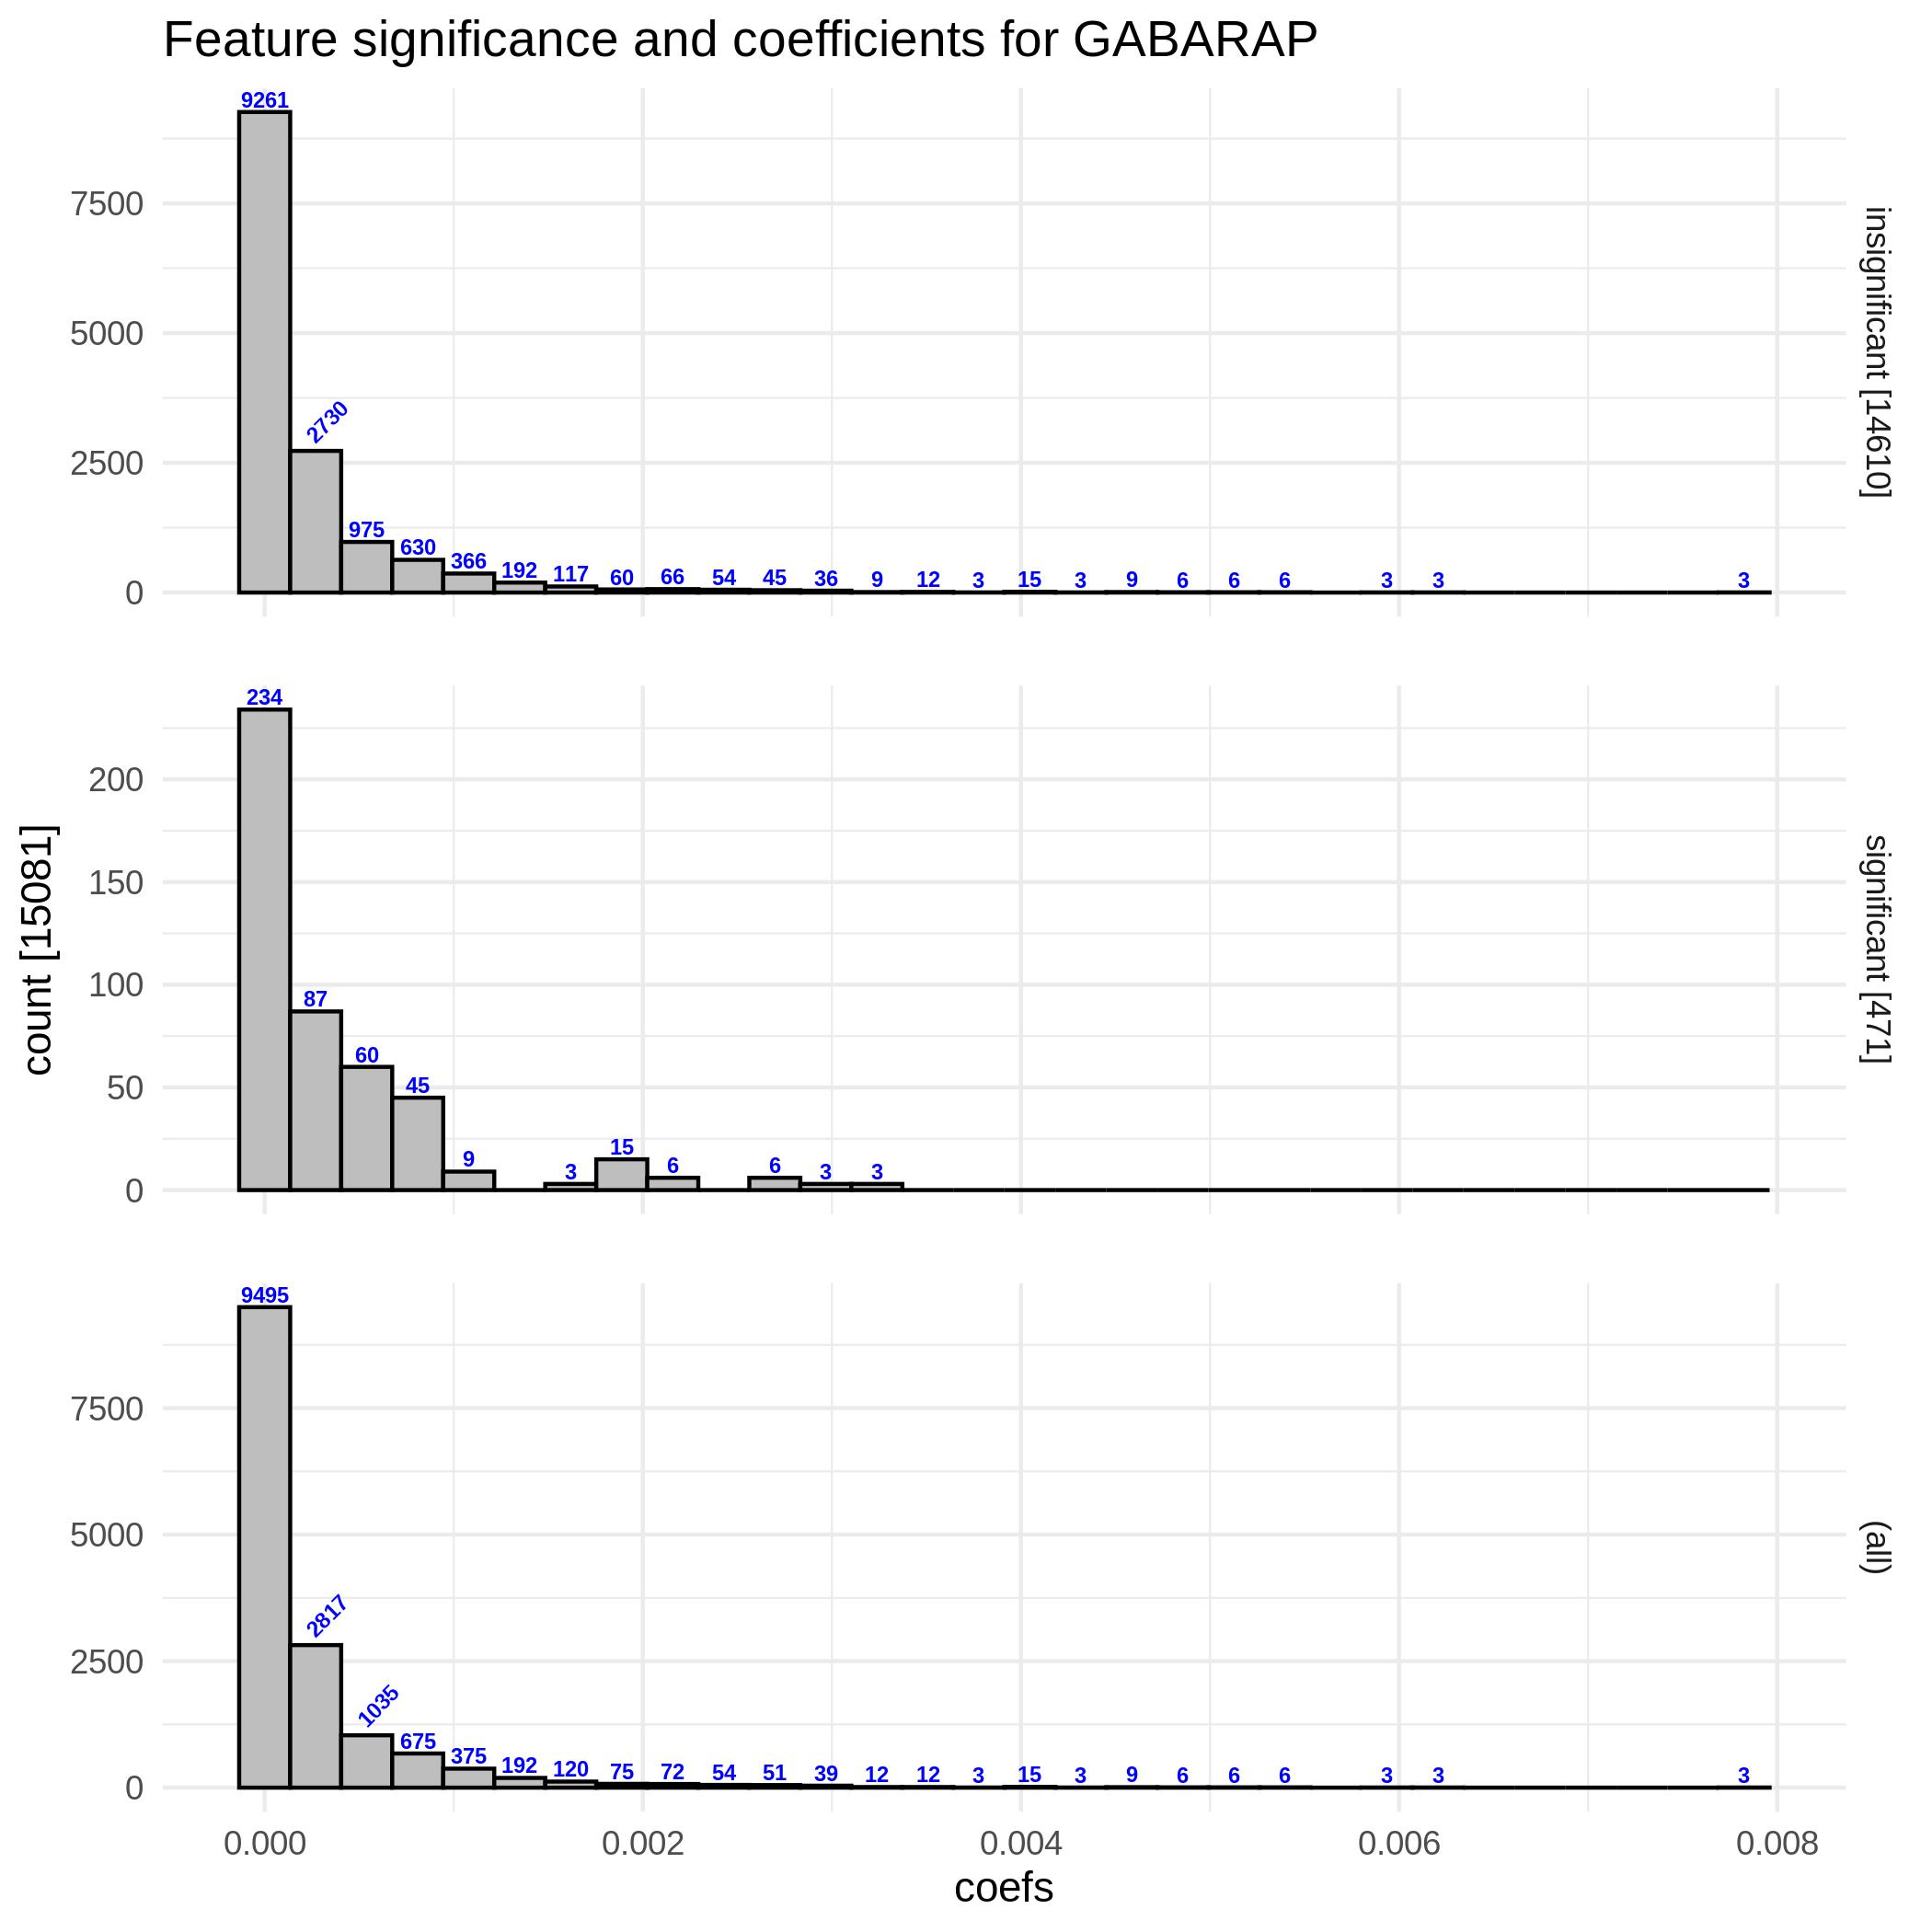 Feature significance and coefficients for GABARAP
9261
7500
5000
2730
2500
975 630 366 192 117 60 66 54 45 36 9 12 3 15 3 9 6 6 6 3 3 3
0
insignificant [14610]
234
200
150
100
87
60
50
45
9 3 15 6 6 3 3
0
significant [471]
count [15081]
9495
7500
5000
2817
2500
1035
675 375 192 120 75 72 54 51 39 12 12 3 15 3 9 6 6 6 3 3 3
0
(all)
0.000 0.002 0.004 0.006 0.008
coefs